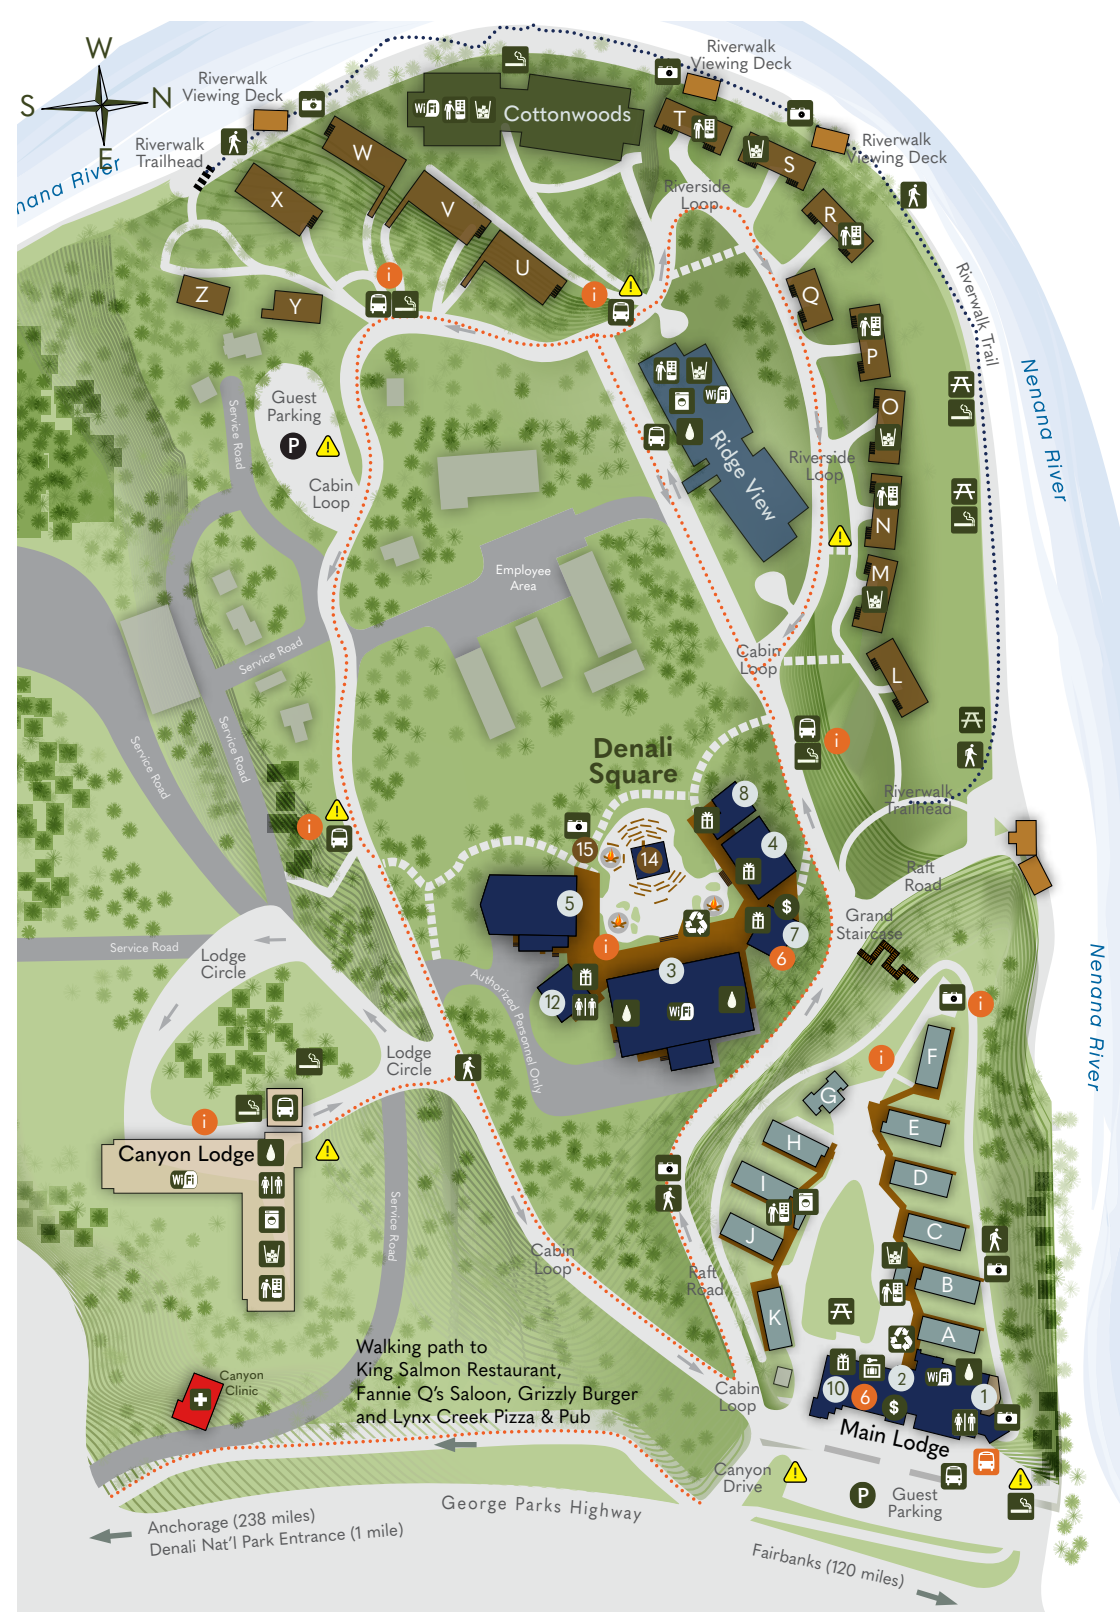 W
S
N
E
Riverwalk
Viewing Deck
Riverwalk
Viewing Deck
Riverwalk
Viewing Deck
Riverwalk
Trailhead
nana River
WiFi
Cottonwoods
T
S
R
Q
P
O
N
M
L
W
X
V
U
Z
Y
i
i
Riverside
Loop
Riverwalk Trail
Nenana River
Guest
Parking
P
Cabin
Loop
Service Road
WiFi
Ridge View
Riverside
Loop
Employee
Area
Service Road
Service Road
Service Road
Cabin
Loop
i
Denali
Square
8
4
15
14
5
$
7
6
i
3
12
WiFi
i
Riverwalk
Trailhead
Raft
Road
Grand
Staircase
Nenana River
Service Road
Lodge
Circle
Authorized Personnel Only
Lodge
Circle
i
i
F
G
E
H
D
I
C
J
B
K
A
i
Canyon Lodge
WiFi
Service Road
Cabin
Loop
Raft
Road
Canyon
Clinic
Walking path to
King Salmon Restaurant,
Fannie Q's Saloon, Grizzly Burger
and Lynx Creek Pizza & Pub
Cabin
Loop
10
6
2
$
WiFi
1
Main Lodge
Canyon
Drive
P
Guest
Parking
George Parks Highway
Anchorage (238 miles)
Denali Nat'l Park Entrance (1 mile)
Fairbanks (120 miles)